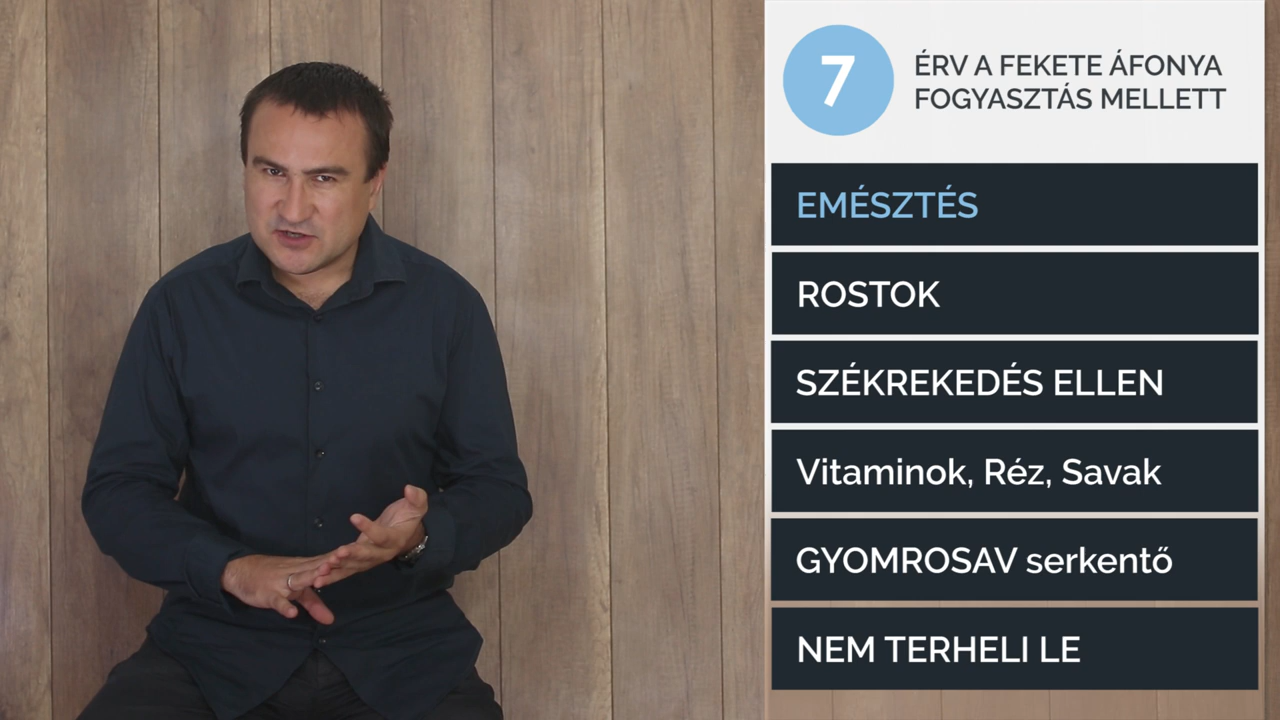 7
ÉRV A FEKETE ÁFONYA
FOGYASZTÁS MELLETT
EMÉSZTÉS
ROSTOK
SZÉKREKEDÉS ELLEN
Vitaminok, Réz, Savak
GYOMROSAV serkentő
NEM TERHELI LE